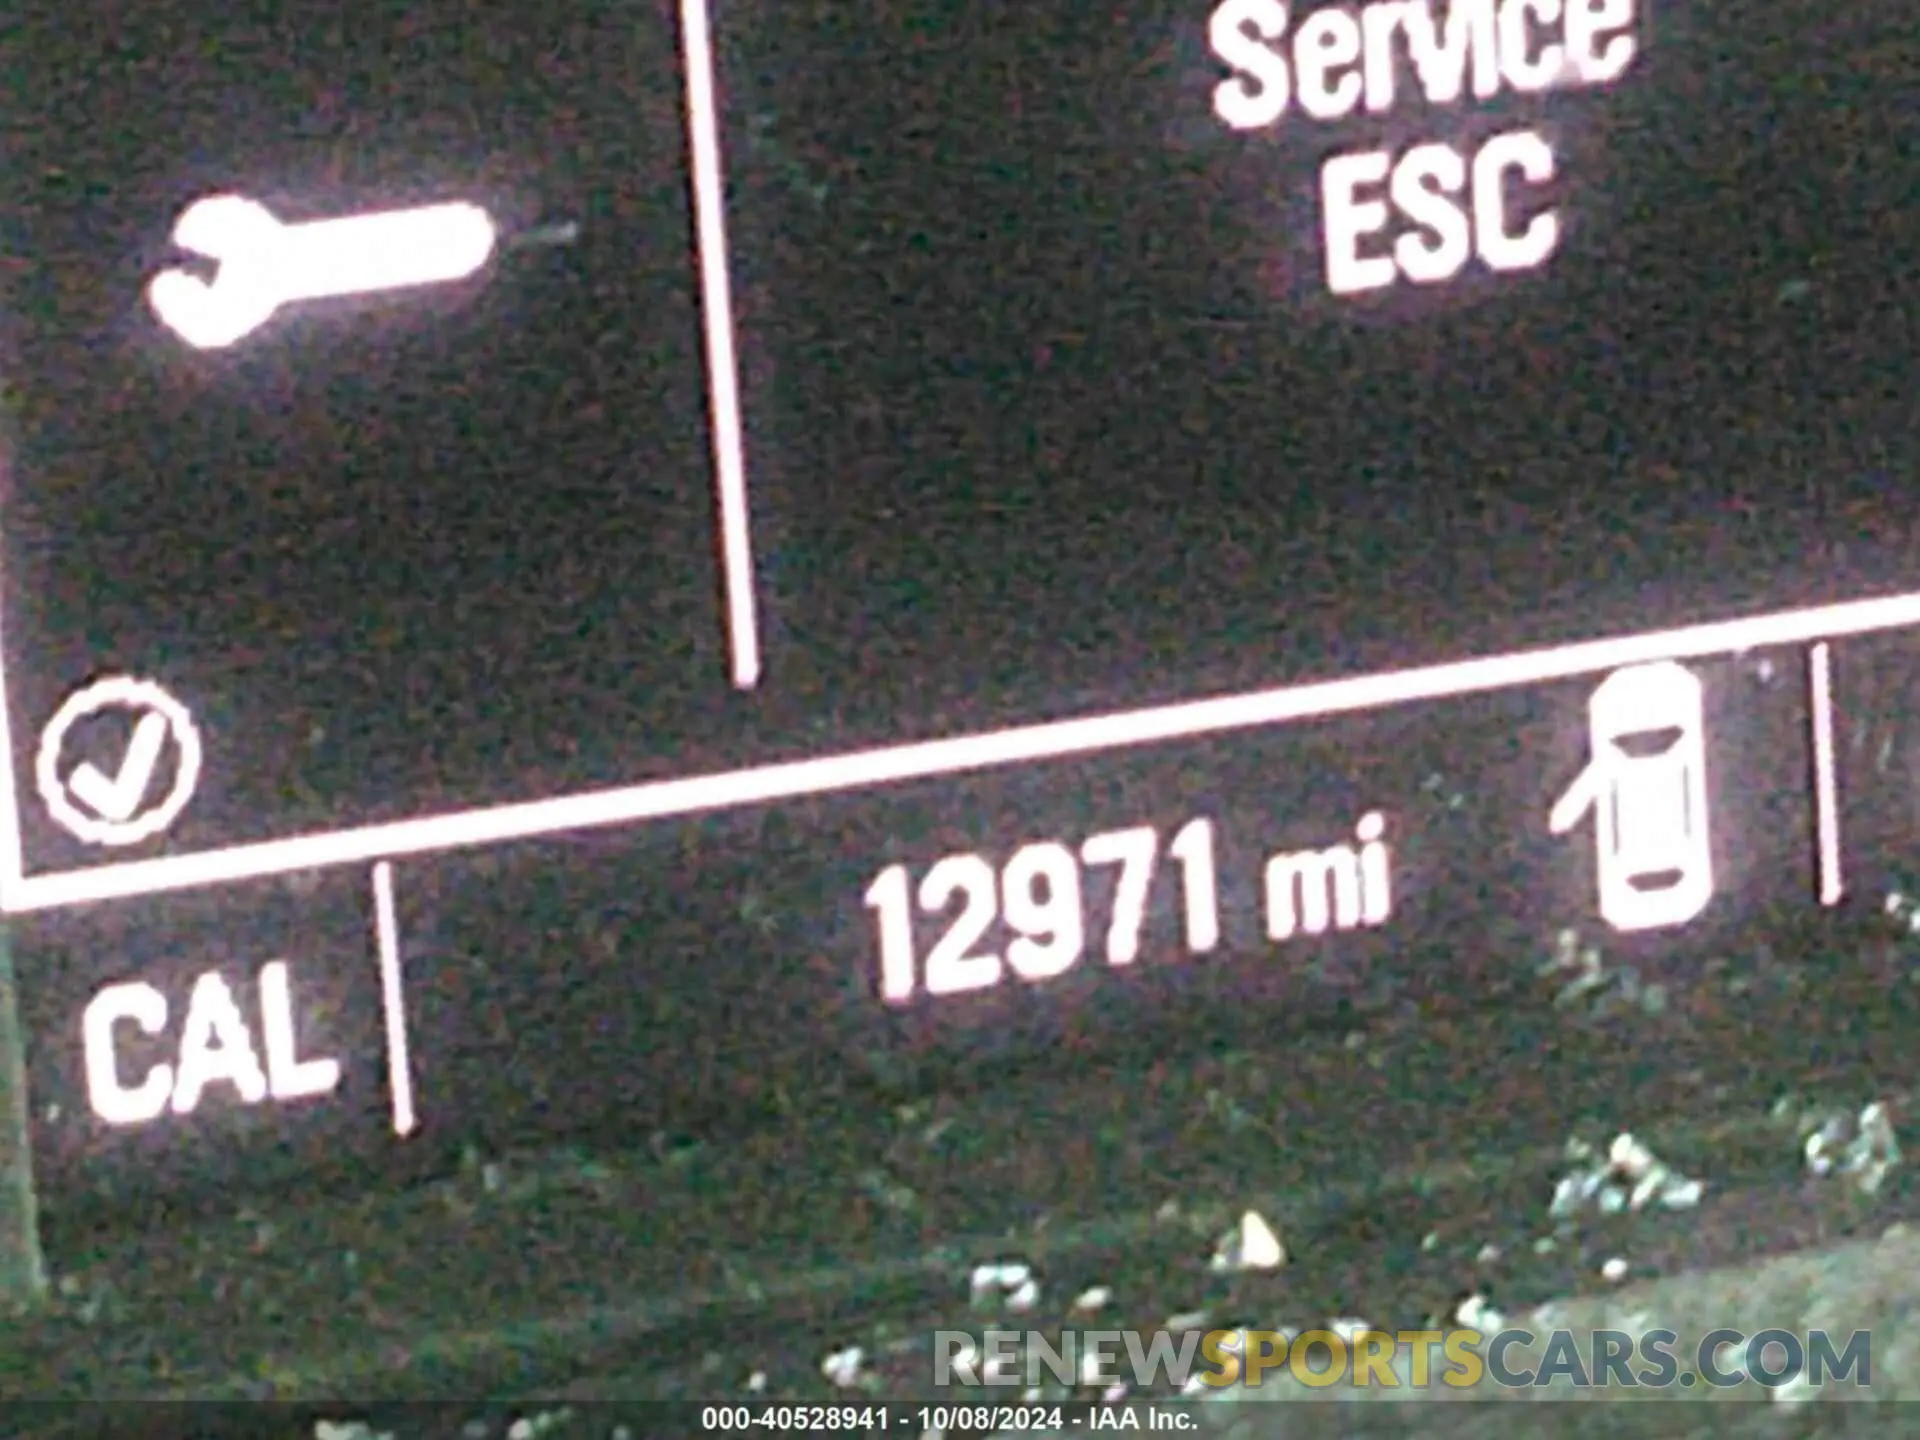 Service
ESC
12971 mi
CAL
RENEWSPORTSCARS.COM
000-40528941 - 10/08/2024 - IAA Inc.